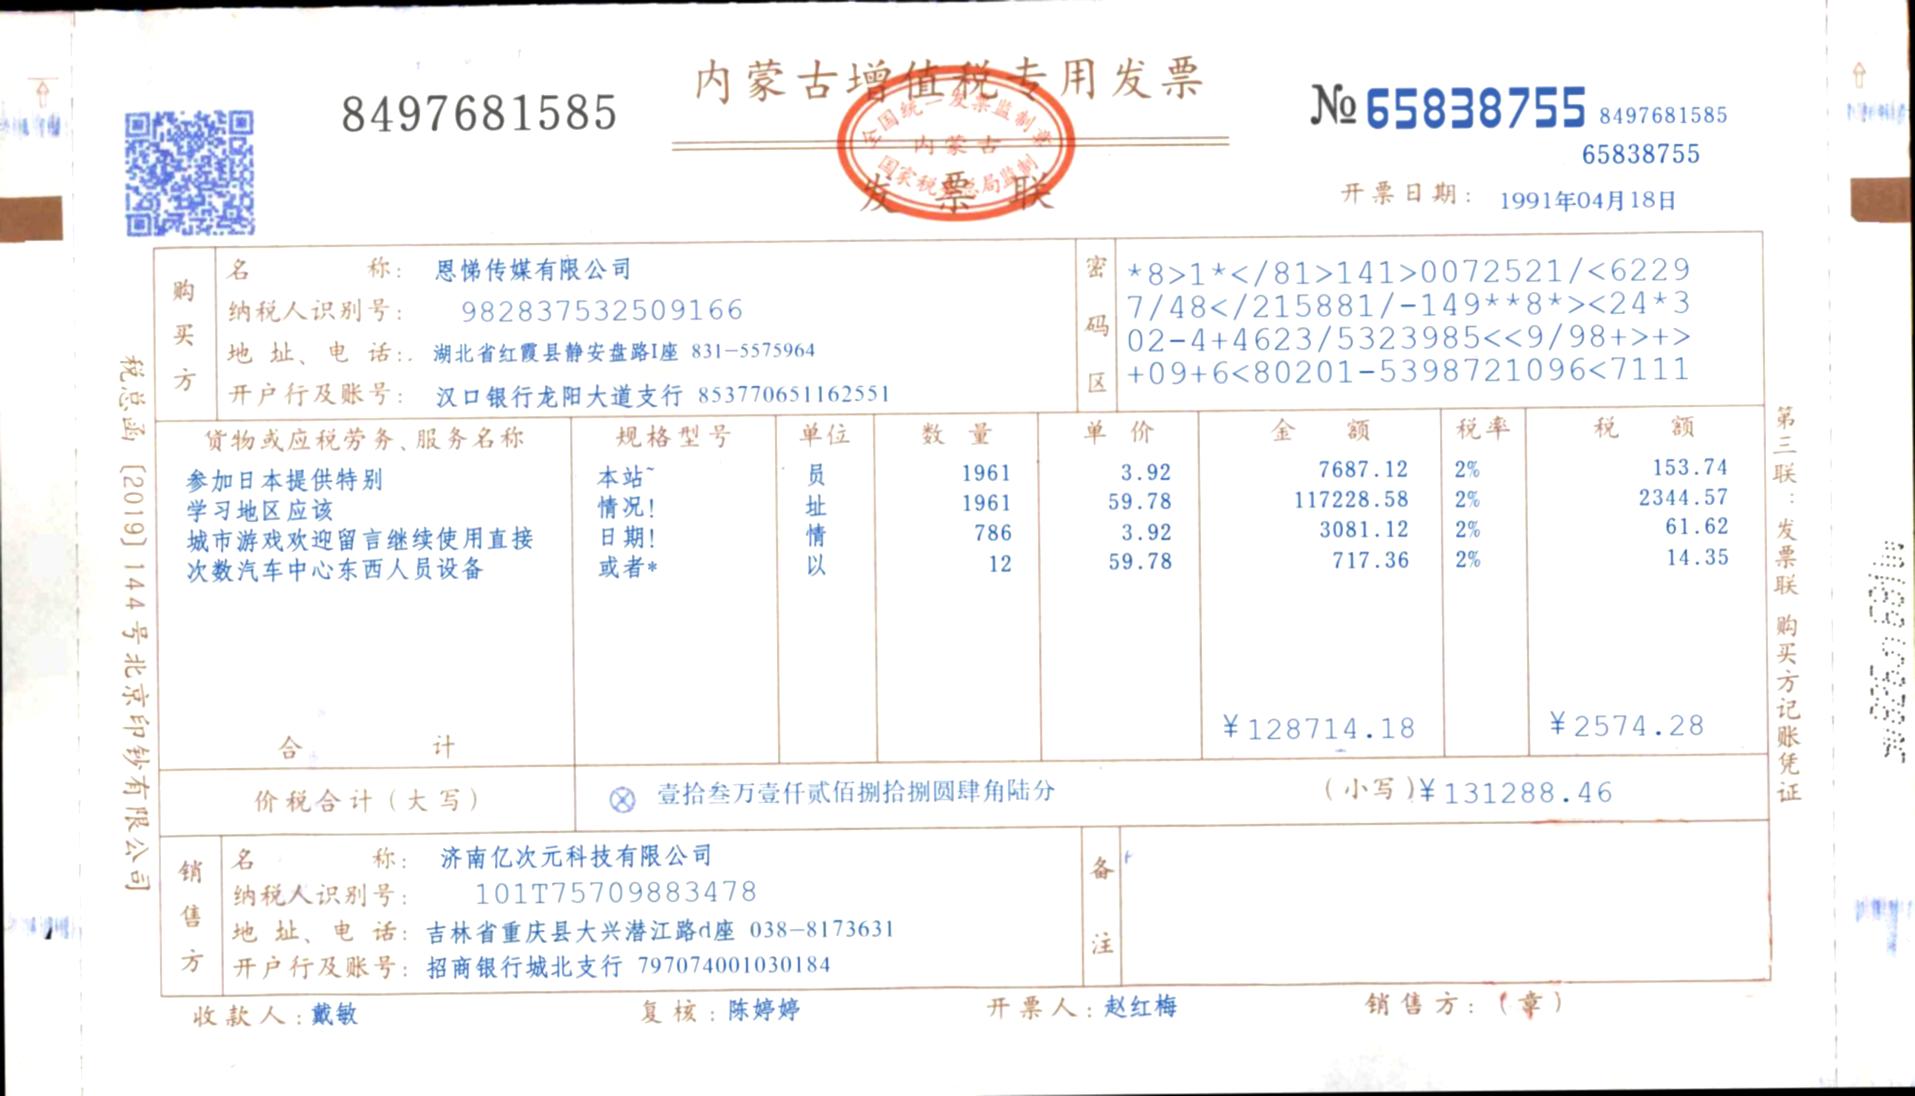 内蒙古增值税专用发票
8497681585
№65838755 8497681585
65838755
全国统一发票监制章
内蒙古
国家税务总局监制
发票联
开票日期： 1991年04月18日
购买方
名 称： 恩悌传媒有限公司
纳税人识别号： 982837532509166
地 址、电 话：. 湖北省红霞县静安盘路I座 831-5575964
开户行及账号： 汉口银行龙阳大道支行 853770651162551
密码区
*8>1*</81>141>0072521/<6229
7/48</215881/-149**8*><24*3
02-4+4623/5323985<<9/98+>+>
+09+6<80201-5398721096<7111
货物或应税劳务、服务名称 规格型号 单位 数 量 单 价 金 额 税率 税 额
参加日本提供特别 本站~ 员 1961 3.92 7687.12 2% 153.74
学习地区应该 情况! 址 1961 59.78 117228.58 2% 2344.57
城市游戏欢迎留言继续使用直接 日期! 情 786 3.92 3081.12 2% 61.62
次数汽车中心东西人员设备 或者* 以 12 59.78 717.36 2% 14.35
合 计 ¥128714.18 ¥2574.28
价税合计（大写） ⊗ 壹拾叁万壹仟贰佰捌拾捌圆肆角陆分 （小写）¥131288.46
销售方
名 称： 济南亿次元科技有限公司
纳税人识别号： 101T75709883478
地 址、电 话： 吉林省重庆县大兴潜江路d座 038-8173631
开户行及账号： 招商银行城北支行 797074001030184
备注
收款人：戴敏 复核：陈婷婷 开票人：赵红梅 销售方：（章）
税总函〔2019〕144号北京印钞有限公司
第三联：发票联 购买方记账凭证